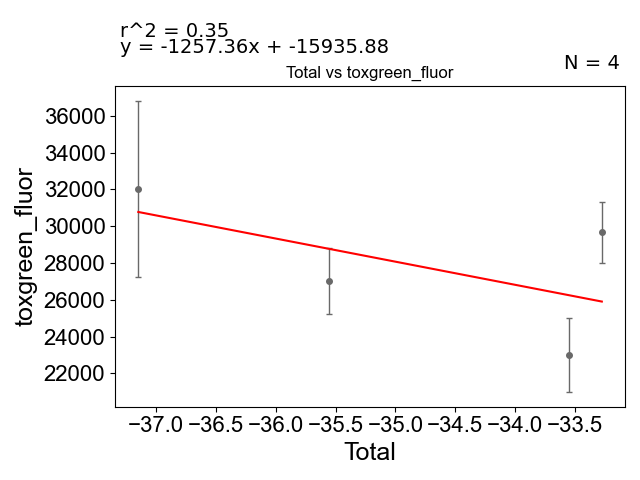 r^2 = 0.35
y = -1257.36x + -15935.88
N = 4
Total vs toxgreen_fluor
36000
34000
32000
30000
28000
26000
24000
22000
toxgreen_fluor
−37.0 −36.5 −36.0 −35.5 −35.0 −34.5 −34.0 −33.5
Total